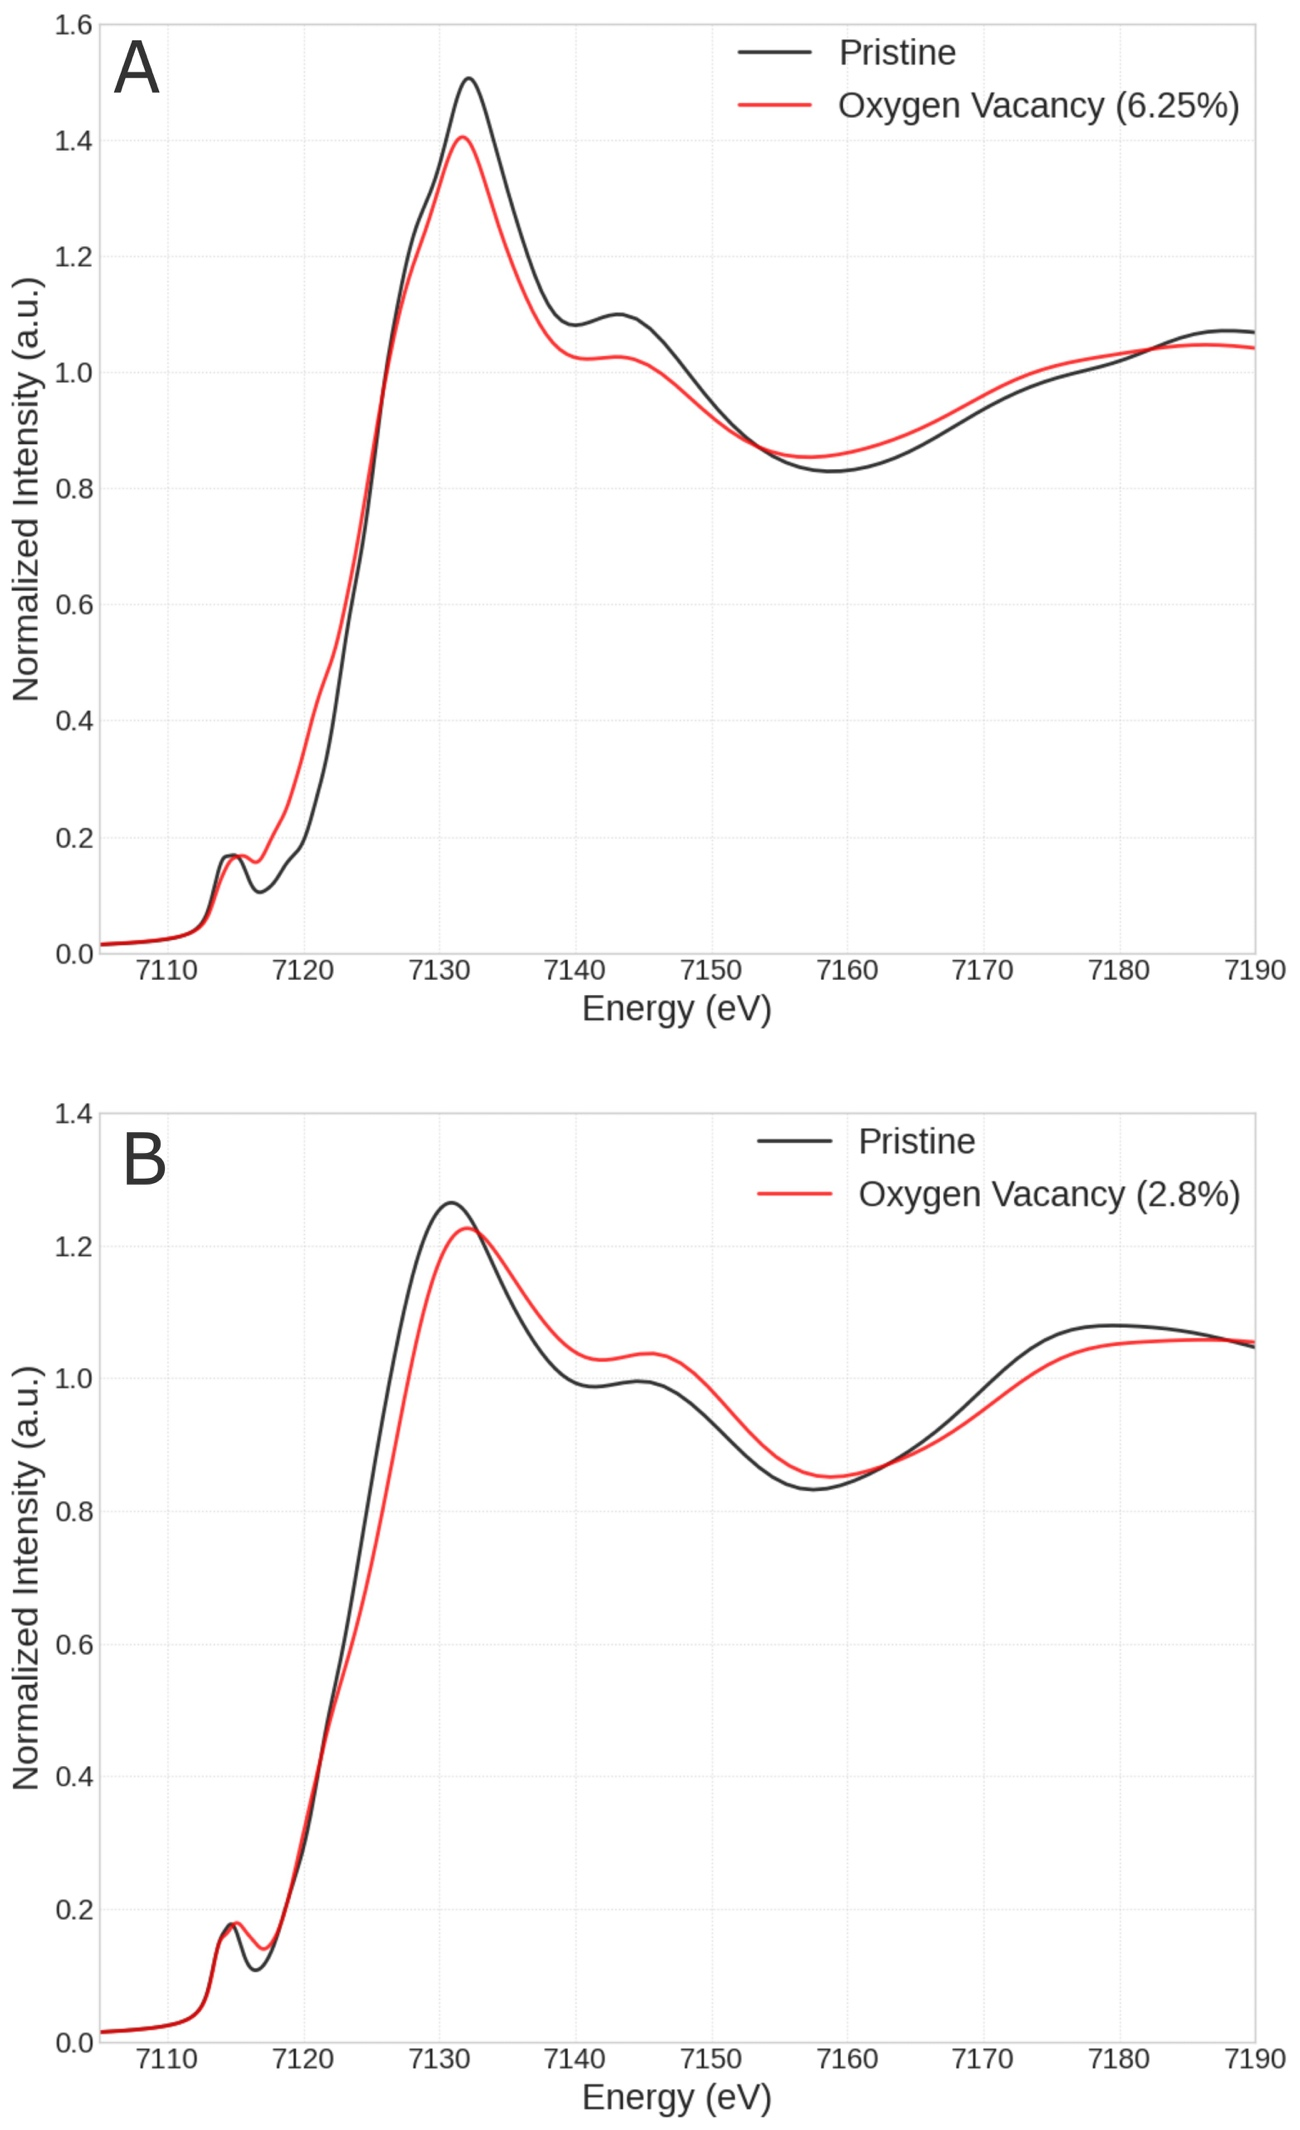 A
Pristine
Oxygen Vacancy (6.25%)
Normalized Intensity (a.u.)
1.6
1.4
1.2
1.0
0.8
0.6
0.4
0.2
0.0
7110 7120 7130 7140 7150 7160 7170 7180 7190
Energy (eV)
B
Pristine
Oxygen Vacancy (2.8%)
Normalized Intensity (a.u.)
1.4
1.2
1.0
0.8
0.6
0.4
0.2
0.0
7110 7120 7130 7140 7150 7160 7170 7180 7190
Energy (eV)